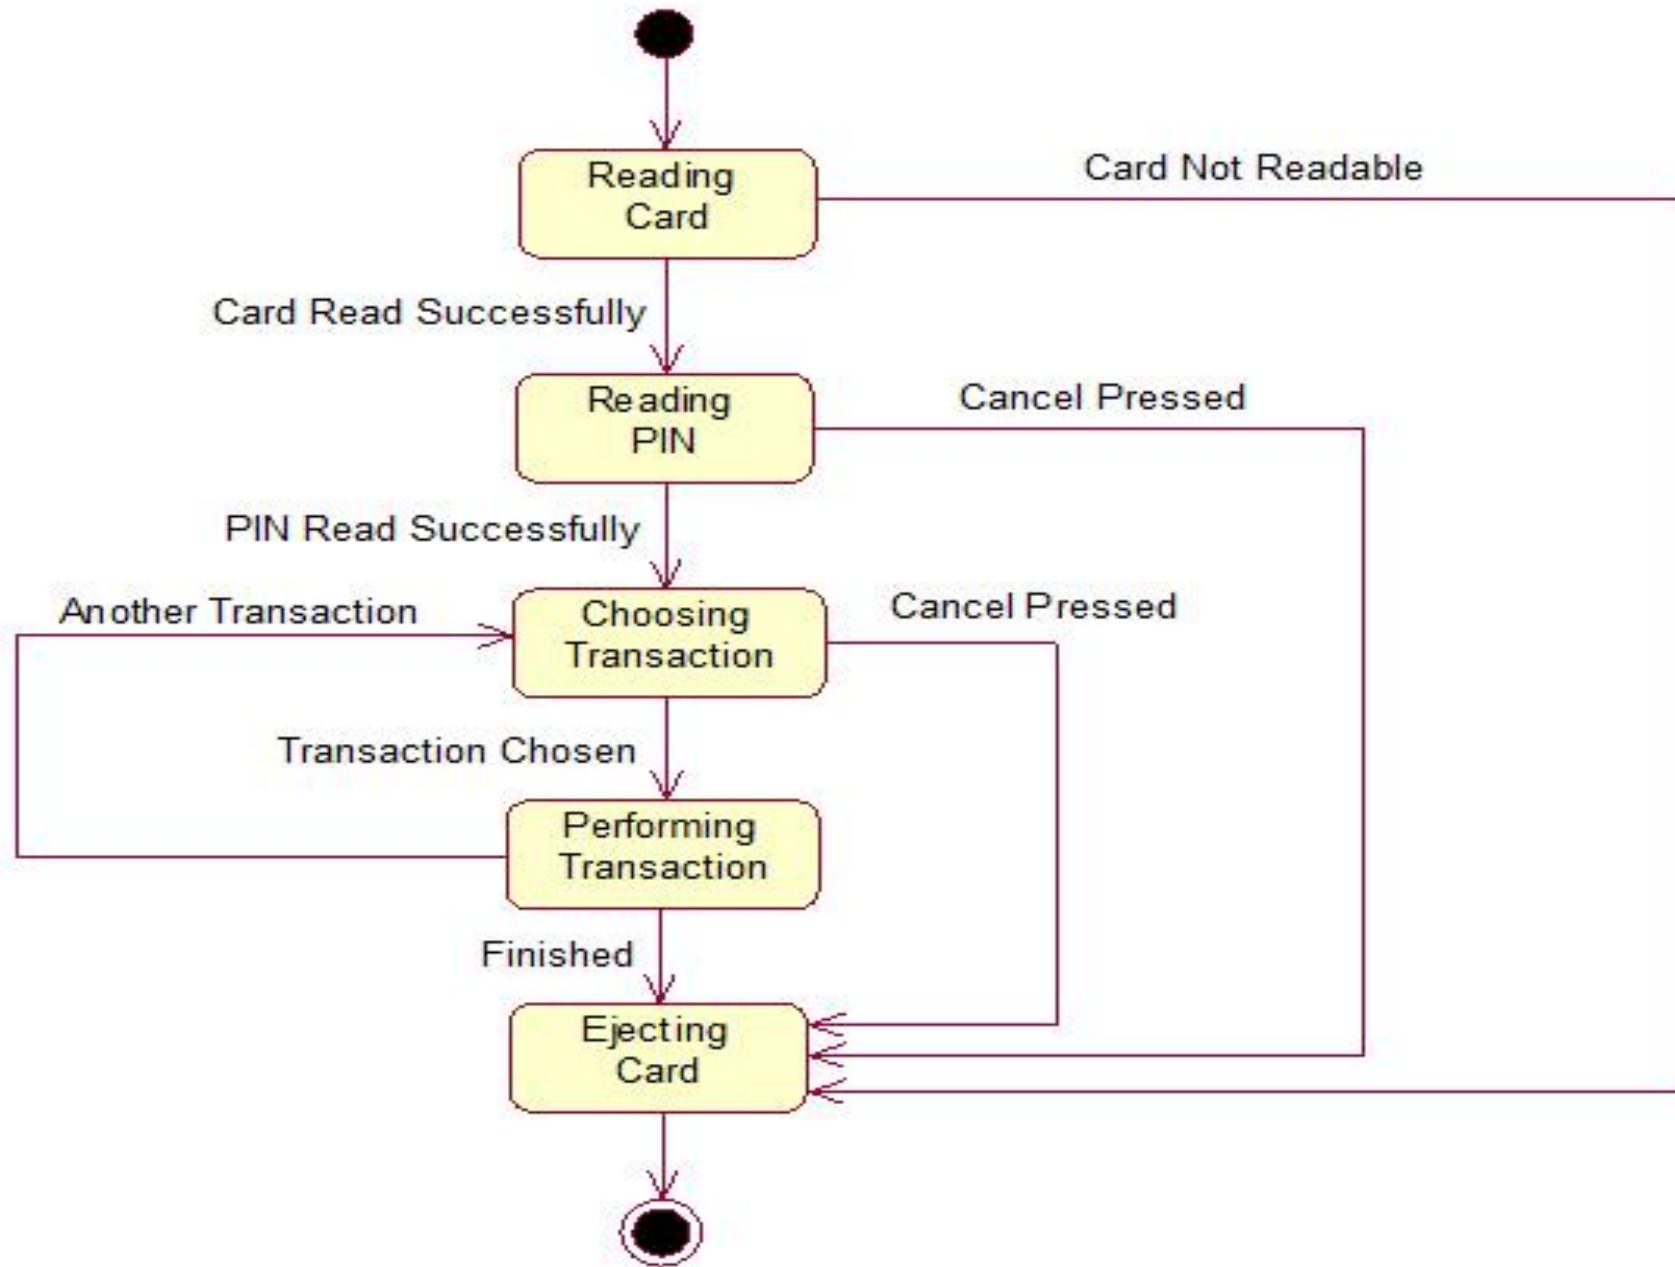 Reading
Card
Card Not Readable
Card Read Successfully
Reading
PIN
Cancel Pressed
PIN Read Successfully
Another Transaction
Choosing
Transaction
Cancel Pressed
Transaction Chosen
Performing
Transaction
Finished
Ejecting
Card